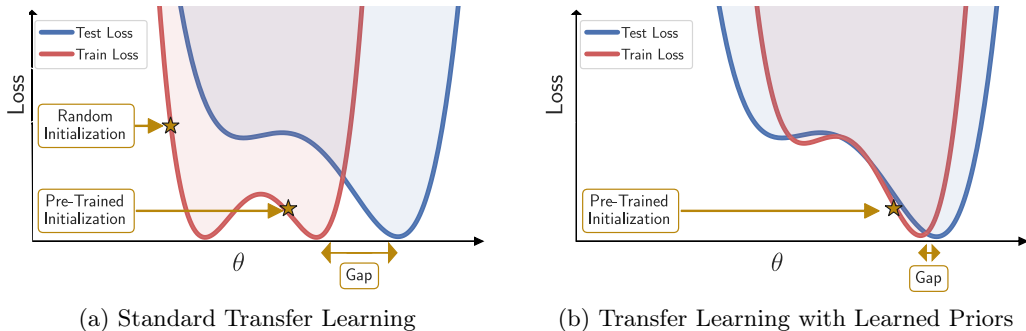 Test Loss
Train Loss
Loss
Random
Initialization
Pre-Trained
Initialization
θ
Gap
(a) Standard Transfer Learning
Test Loss
Train Loss
Loss
Pre-Trained
Initialization
θ
Gap
(b) Transfer Learning with Learned Priors